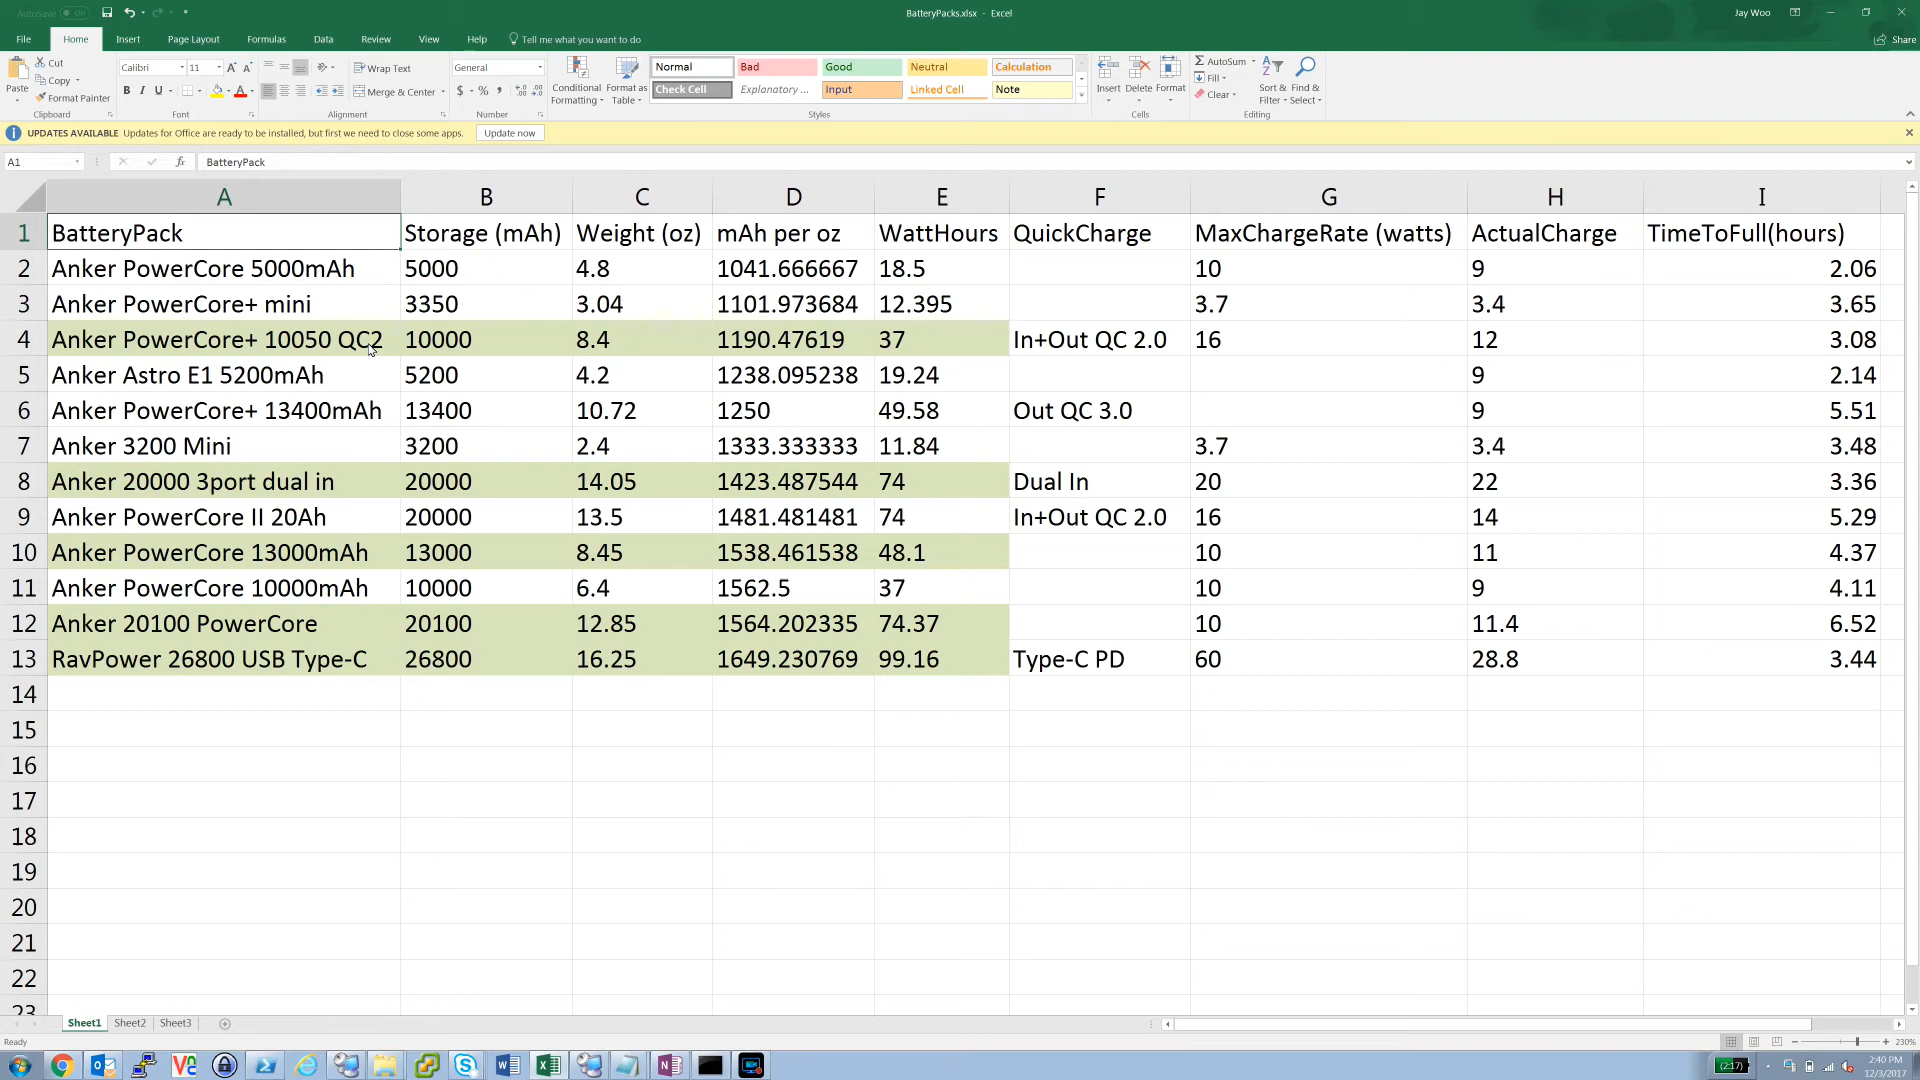 AutoSave Off
BatteryPacks.xlsx - Excel
Jay Woo
File Home Insert Page Layout Formulas Data Review View Help Tell me what you want to do Share
Paste Cut Copy Format Painter Clipboard
Calibri 11 A A B I U A Font
Wrap Text Merge & Center Alignment
General $ % , Number
Conditional Formatting Format as Table
Normal Bad Good Neutral Calculation
Check Cell Explanatory ... Input Linked Cell Note
Styles
Insert Delete Format Cells
AutoSum Fill Clear Sort & Filter Find & Select Editing
UPDATES AVAILABLE Updates for Office are ready to be installed, but first we need to close some apps. Update now
A1 fx BatteryPack
A B C D E F G H I
1 BatteryPack Storage (mAh) Weight (oz) mAh per oz WattHours QuickCharge MaxChargeRate (watts) ActualCharge TimeToFull(hours)
2 Anker PowerCore 5000mAh 5000 4.8 1041.666667 18.5 10 9 2.06
3 Anker PowerCore+ mini 3350 3.04 1101.973684 12.395 3.7 3.4 3.65
4 Anker PowerCore+ 10050 QC2 10000 8.4 1190.47619 37 In+Out QC 2.0 16 12 3.08
5 Anker Astro E1 5200mAh 5200 4.2 1238.095238 19.24 9 2.14
6 Anker PowerCore+ 13400mAh 13400 10.72 1250 49.58 Out QC 3.0 9 5.51
7 Anker 3200 Mini 3200 2.4 1333.333333 11.84 3.7 3.4 3.48
8 Anker 20000 3port dual in 20000 14.05 1423.487544 74 Dual In 20 22 3.36
9 Anker PowerCore II 20Ah 20000 13.5 1481.481481 74 In+Out QC 2.0 16 14 5.29
10 Anker PowerCore 13000mAh 13000 8.45 1538.461538 48.1 10 11 4.37
11 Anker PowerCore 10000mAh 10000 6.4 1562.5 37 10 9 4.11
12 Anker 20100 PowerCore 20100 12.85 1564.202335 74.37 10 11.4 6.52
13 RavPower 26800 USB Type-C 26800 16.25 1649.230769 99.16 Type-C PD 60 28.8 3.44
14
15
16
17
18
19
20
21
22
23
Sheet1 Sheet2 Sheet3
Ready
230%
(2:17)
2:40 PM
12/3/2017